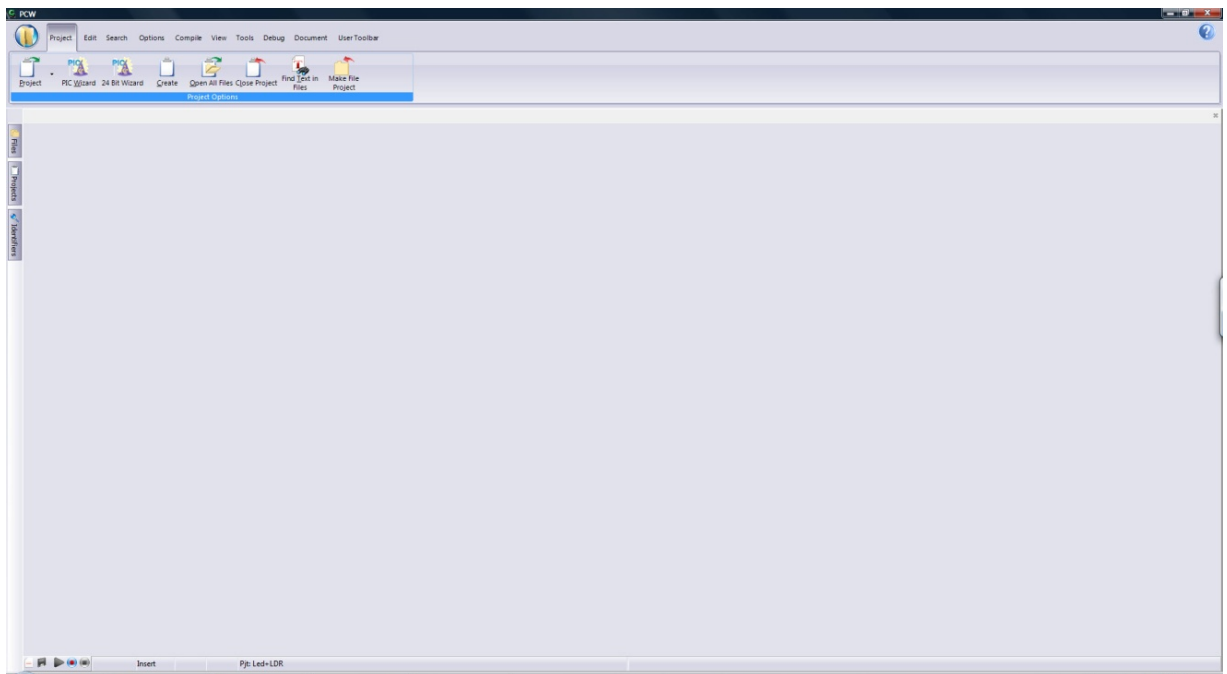 PCW
Project Edit Search Options Compile View Tools Debug Document User Toolbar
Project PIC Wizard 24 Bit Wizard Create Open All Files Close Project Find Text in Files Make File Project
Project Options
Files
Projects
Identifiers
Insert Pjt: Led+LDR